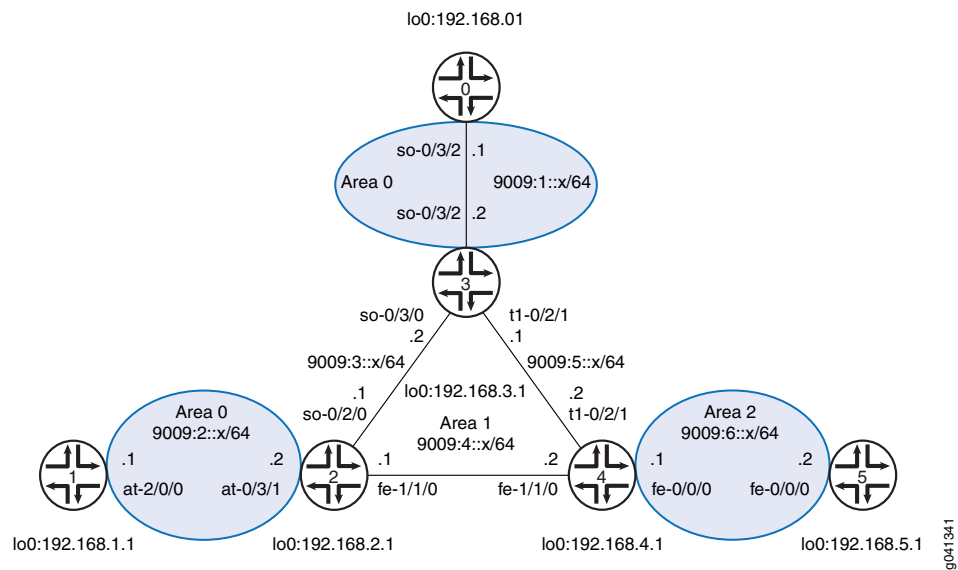 lo0:192.168.01
0
so-0/3/2 .1
Area 0 9009:1::x/64
so-0/3/2 .2
3
so-0/3/0 t1-0/2/1
.2 .1
9009:3::x/64 9009:5::x/64
.1 lo0:192.168.3.1 .2
so-0/2/0 t1-0/2/1
Area 1
9009:4::x/64
Area 0
9009:2::x/64
Area 2
9009:6::x/64
.1 .2 .1 .2 .1 .2
1 2 4 5
at-2/0/0 at-0/3/1 fe-1/1/0 fe-1/1/0 fe-0/0/0 fe-0/0/0
lo0:192.168.1.1 lo0:192.168.2.1 lo0:192.168.4.1 lo0:192.168.5.1
g041341